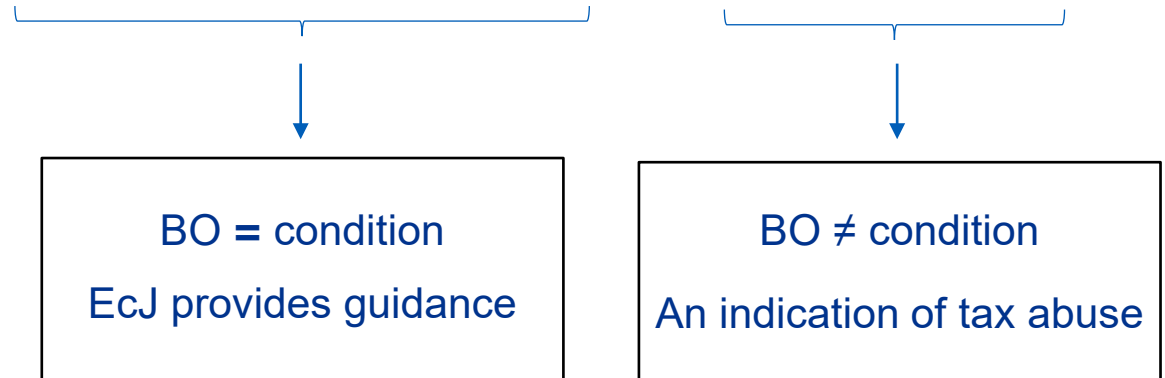 BO = condition
EcJ provides guidance
BO ≠ condition
An indication of tax abuse